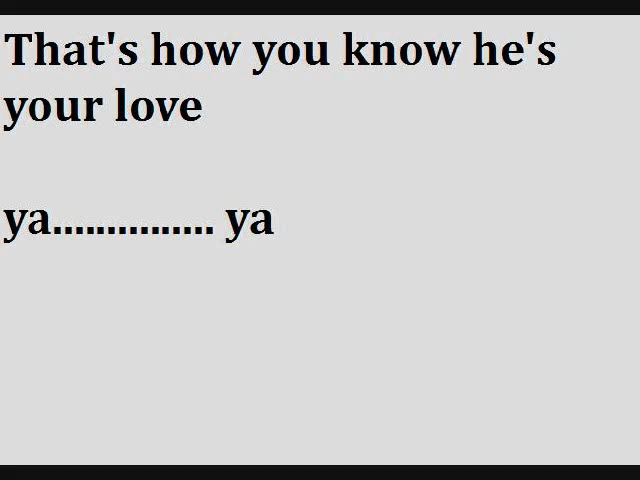 That's how you know he's
your love
ya............... ya